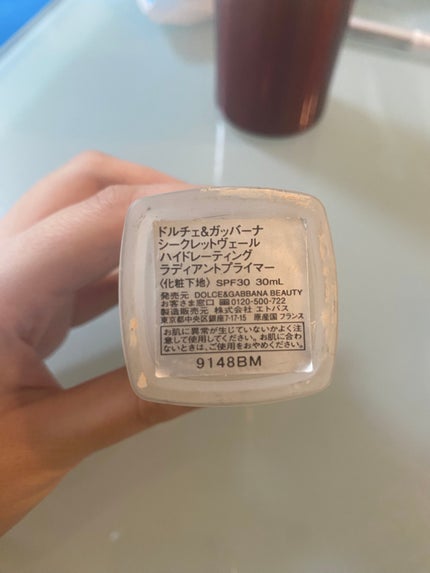 ドルチェ&ガッバーナ
シークレットヴェール
ハイドレーティング
ラディアントプライマー
〈化粧下地〉 SPF30 30mL
発売元 DOLCE&GABBANA BEAUTY
お客さま窓口 0120-500-722
製造販売元 株式会社 エトバス
東京都中央区銀座7-17-15 原産国 フランス
お肌に異常が生じていないかよく注
意して使用してください。お肌に合わ
ないときは、ご使用をおやめください。
9148BM